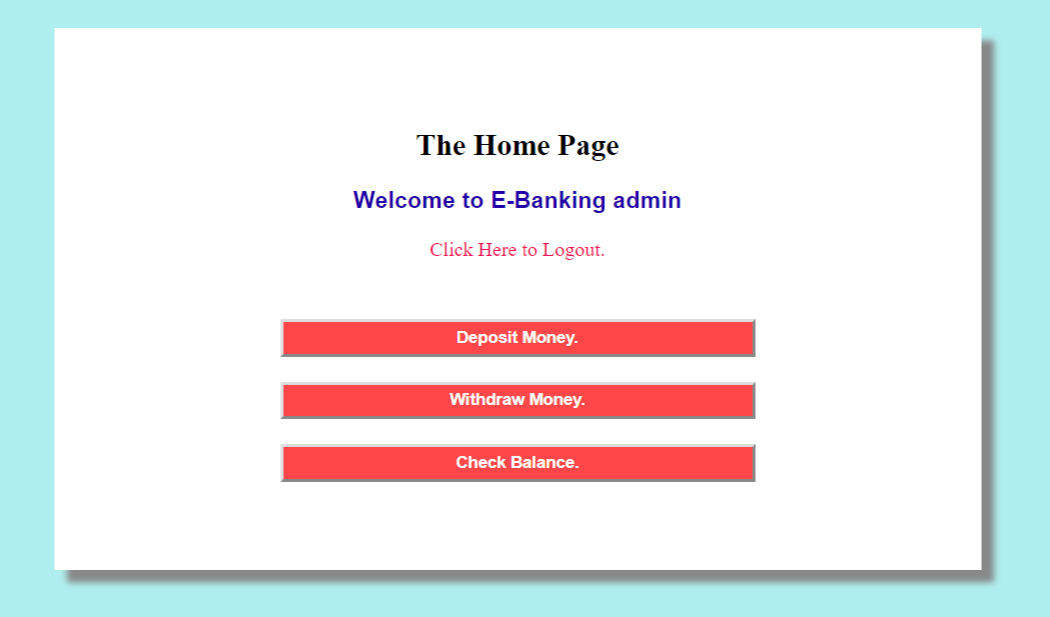 The Home Page
Welcome to E-Banking admin
Click Here to Logout.
Deposit Money.
Withdraw Money.
Check Balance.